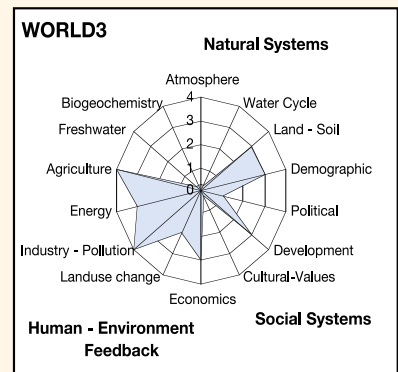 WORLD3
Natural Systems
Atmosphere
Biogeochemistry
Water Cycle
Freshwater
Land - Soil
Agriculture
Demographic
Energy
Political
Industry - Pollution
Development
Landuse change
Cultural-Values
Economics
4
3
2
1
0
Human - Environment
Feedback
Social Systems